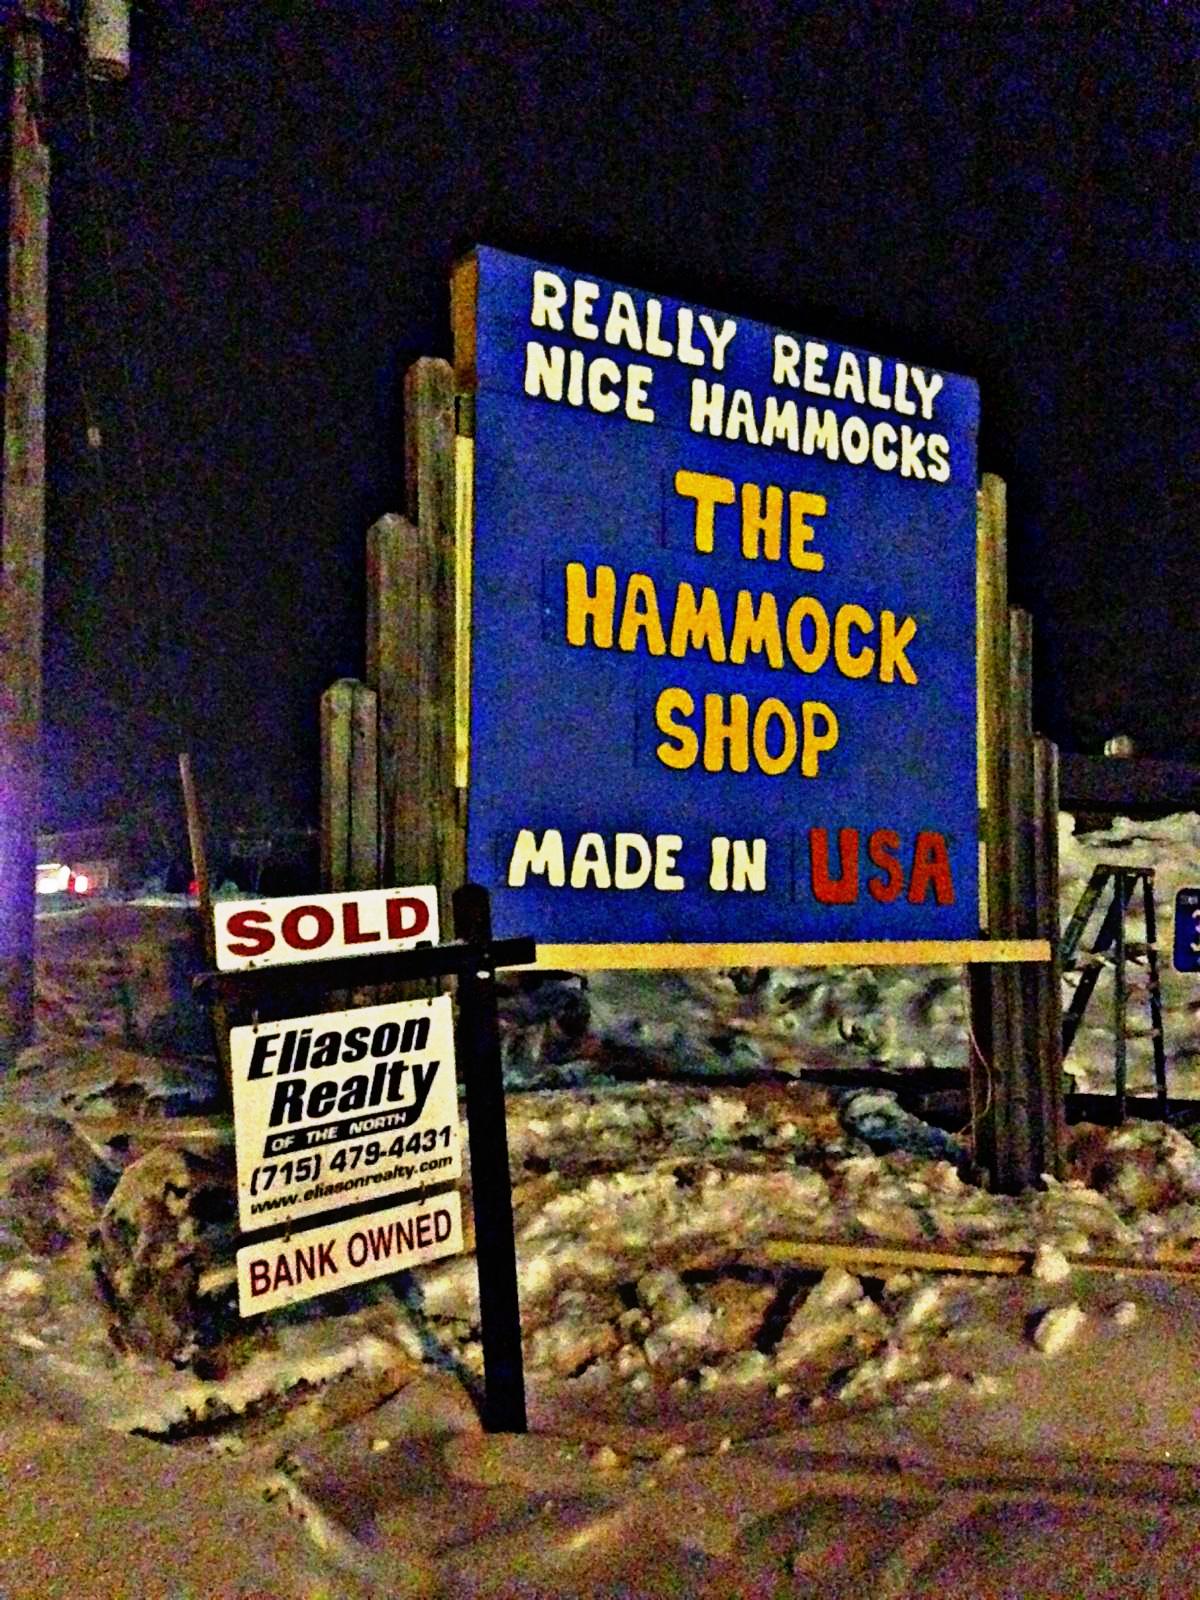 REALLY REALLY
NICE HAMMOCKS
THE
HAMMOCK
SHOP
MADE IN USA
SOLD
Eliason
Realty
OF THE NORTH
(715) 479-4431
www.eliasonrealty.com
BANK OWNED